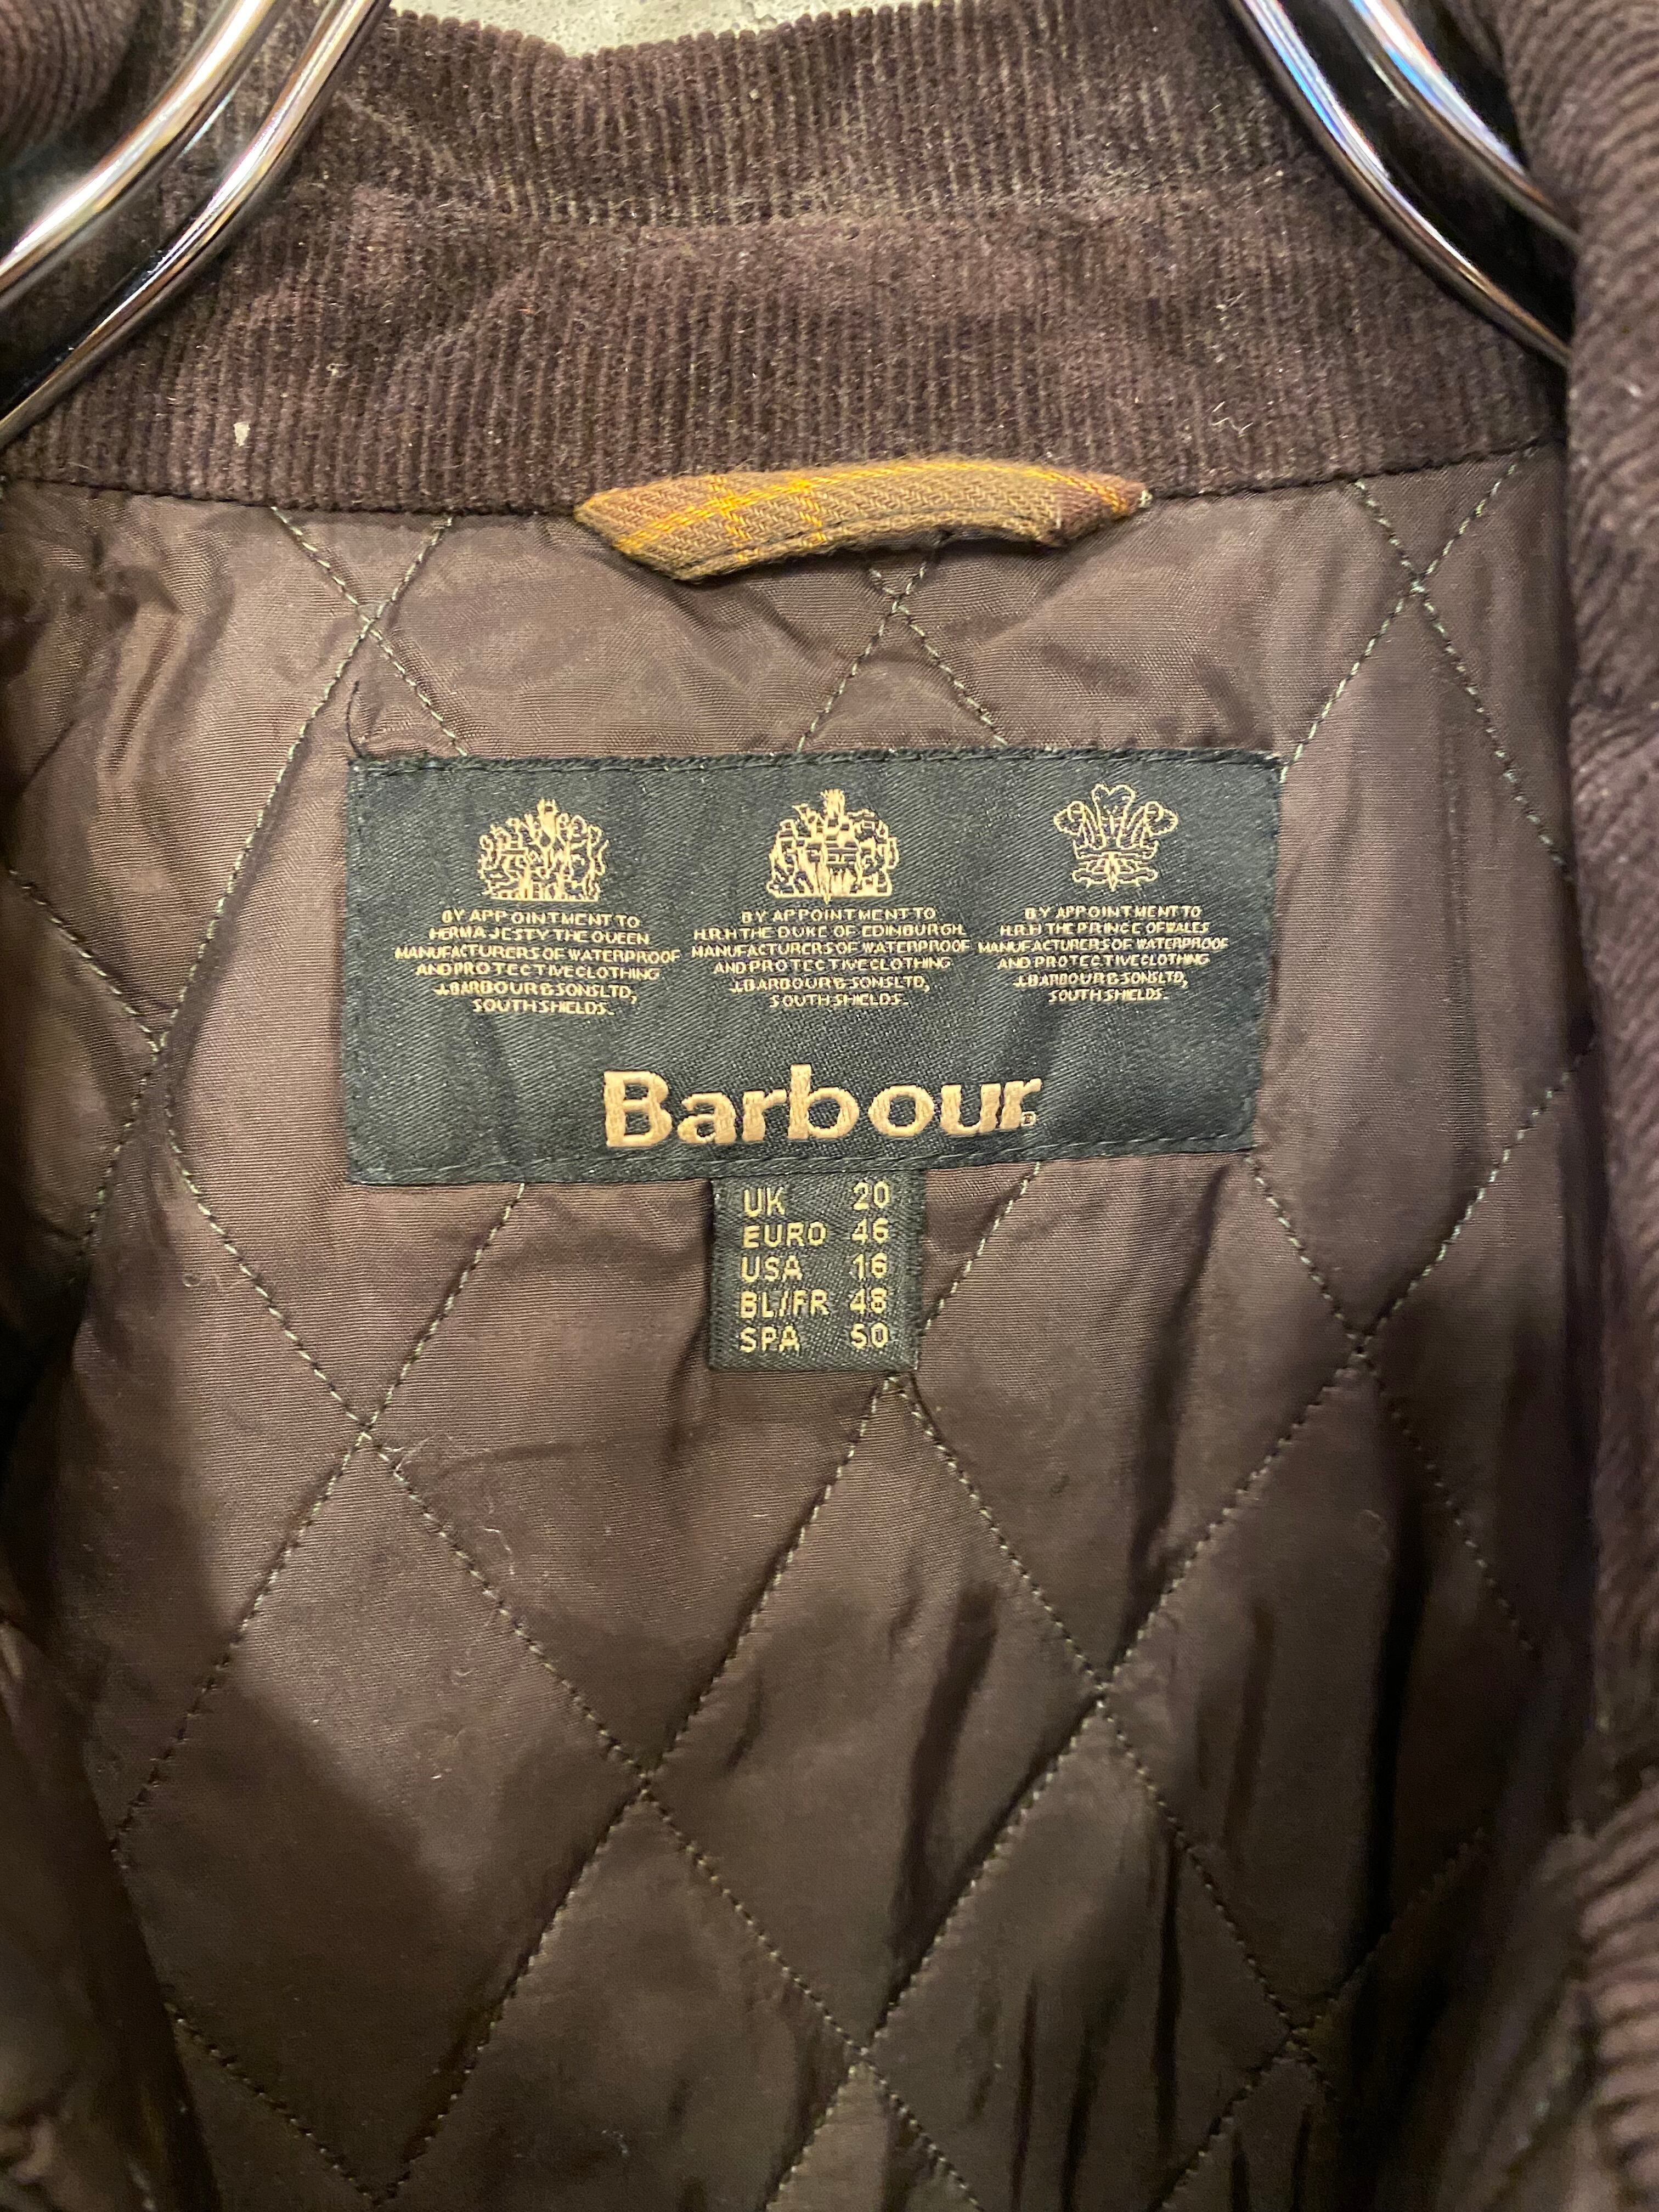 BY APPOINTMENT TO
HER MAJESTY THE QUEEN
MANUFACTURERS OF WATERPROOF
AND PROTECTIVE CLOTHING
J.BARBOUR & SONS LTD,
SOUTH SHIELDS.
BY APPOINTMENT TO
H.R.H THE DUKE OF EDINBURGH
MANUFACTURERS OF WATERPROOF
AND PROTECTIVE CLOTHING
J.BARBOUR & SONS LTD,
SOUTH SHIELDS.
BY APPOINTMENT TO
H.R.H THE PRINCE OF WALES
MANUFACTURERS OF WATERPROOF
AND PROTECTIVE CLOTHING
J.BARBOUR & SONS LTD,
SOUTH SHIELDS.
Barbour®
UK 20
EURO 46
USA 16
BL/FR 48
SPA 50